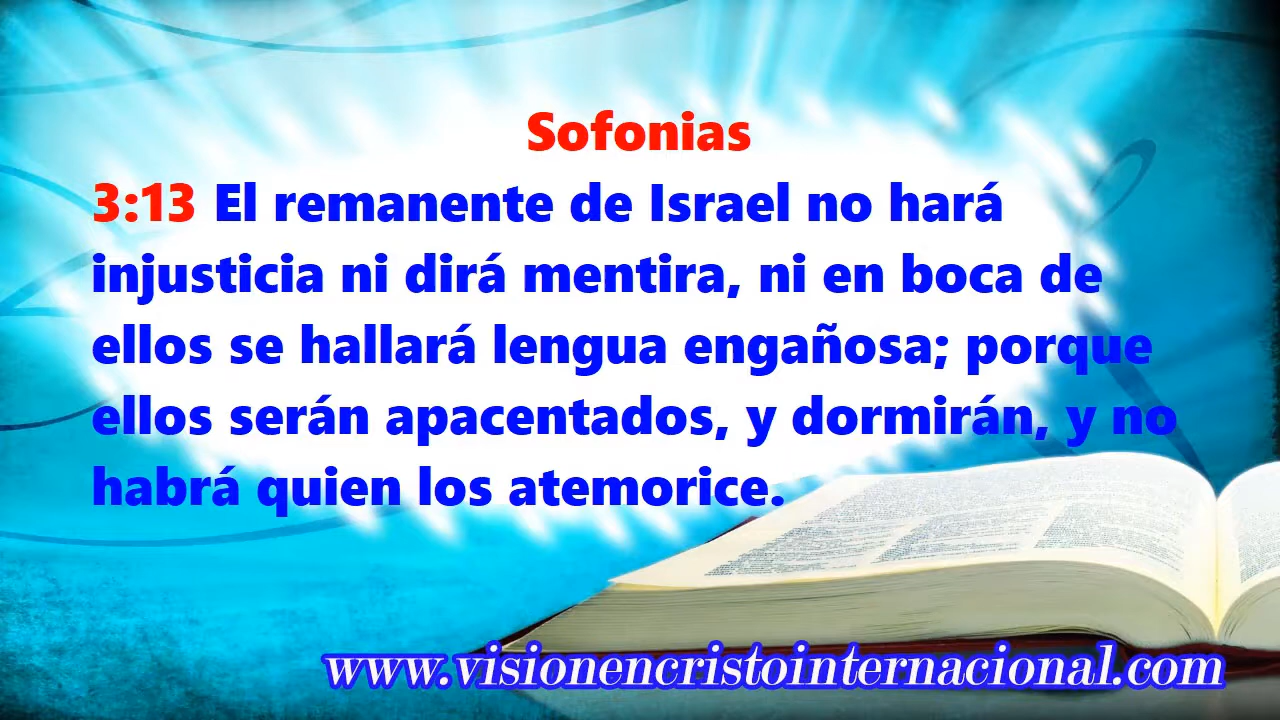 Sofonias
3:13 El remanente de Israel no hará
injusticia ni dirá mentira, ni en boca de
ellos se hallará lengua engañosa; porque
ellos serán apacentados, y dormirán, y no
habrá quien los atemorice.
www.visionencristointernacional.com